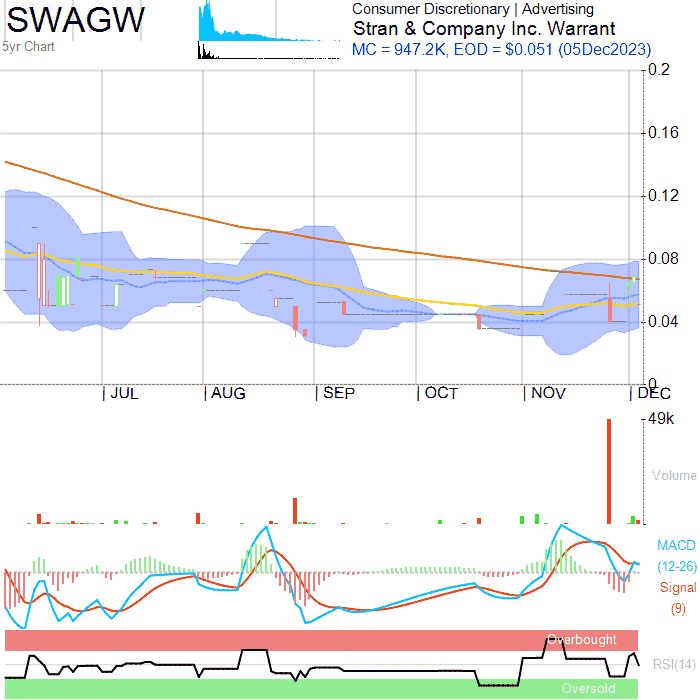 SWAGW
5yr Chart
Consumer Discretionary | Advertising
Stran & Company Inc. Warrant
MC = 947.2K, EOD = $0.051 (05Dec2023)
0.2
0.16
0.12
0.08
0.04
0
JUL
AUG
SEP
OCT
NOV
DEC
49k
Volume
MACD
(12-26)
Signal
(9)
Overbought
RSI(14)
Oversold